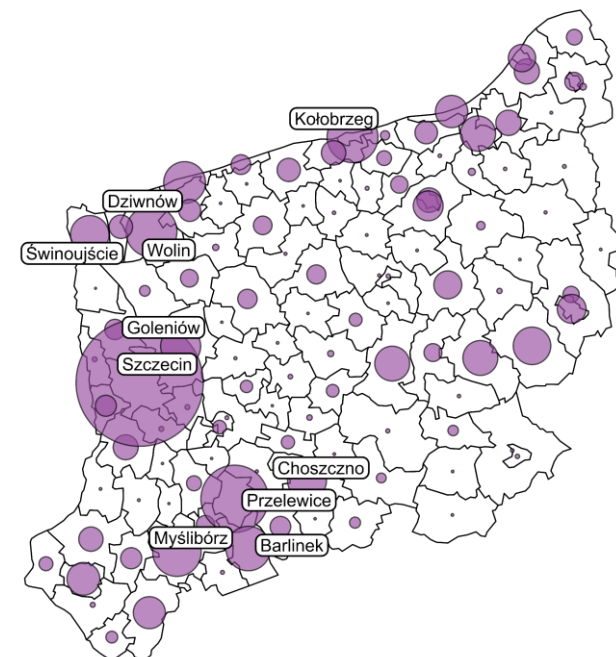 Kołobrzeg
Dziwnów
Świnoujście
Wolin
Goleniów
Szczecin
Choszczno
Przelewice
Myślibórz
Barlinek